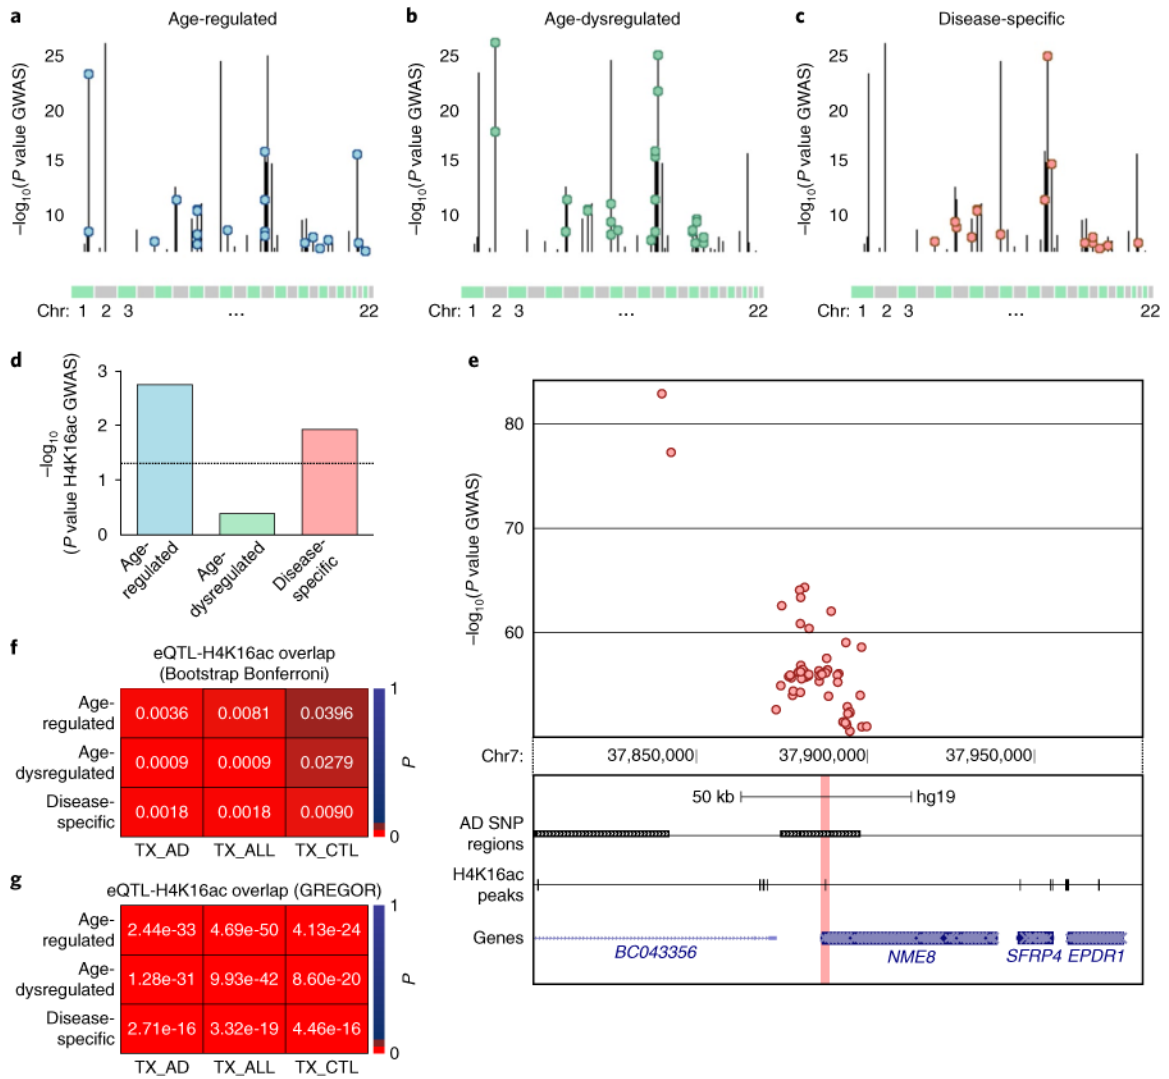 a Age-regulated
−log10(P value GWAS)
25
20
15
10
Chr: 1 2 3 ... 22
b Age-dysregulated
−log10(P value GWAS)
25
20
15
10
Chr: 1 2 3 ... 22
c Disease-specific
−log10(P value GWAS)
25
20
15
10
Chr: 1 2 3 ... 22
d
−log10
(P value H4K16ac GWAS)
3
2
1
0
Age-
regulated
Age-
dysregulated
Disease-
specific
e
−log10(P value GWAS)
80
70
60
Chr7: 37,850,000 37,900,000 37,950,000
50 kb hg19
AD SNP
regions
H4K16ac
peaks
Genes
BC043356 NME8 SFRP4 EPDR1
f
eQTL-H4K16ac overlap
(Bootstrap Bonferroni)
Age-
regulated
0.0036 0.0081 0.0396
Age-
dysregulated
0.0009 0.0009 0.0279
Disease-
specific
0.0018 0.0018 0.0090
TX_AD TX_ALL TX_CTL
1
P
0
g
eQTL-H4K16ac overlap (GREGOR)
Age-
regulated
2.44e-33 4.69e-50 4.13e-24
Age-
dysregulated
1.28e-31 9.93e-42 8.60e-20
Disease-
specific
2.71e-16 3.32e-19 4.46e-16
TX_AD TX_ALL TX_CTL
1
P
0